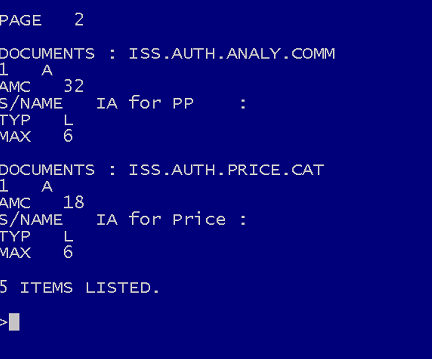 PAGE 2
DOCUMENTS : ISS.AUTH.ANALY.COMM
1 A
AMC 32
S/NAME IA for PP :
TYP L
MAX 6
DOCUMENTS : ISS.AUTH.PRICE.CAT
1 A
AMC 18
S/NAME IA for Price :
TYP L
MAX 6
5 ITEMS LISTED.
>